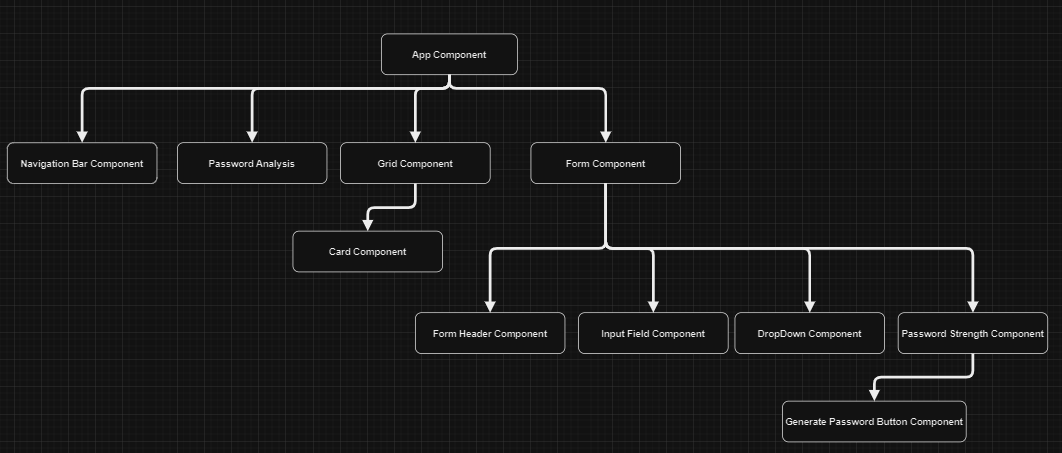 App Component
Navigation Bar Component
Password Analysis
Grid Component
Form Component
Card Component
Form Header Component
Input Field Component
DropDown Component
Password Strength Component
Generate Password Button Component